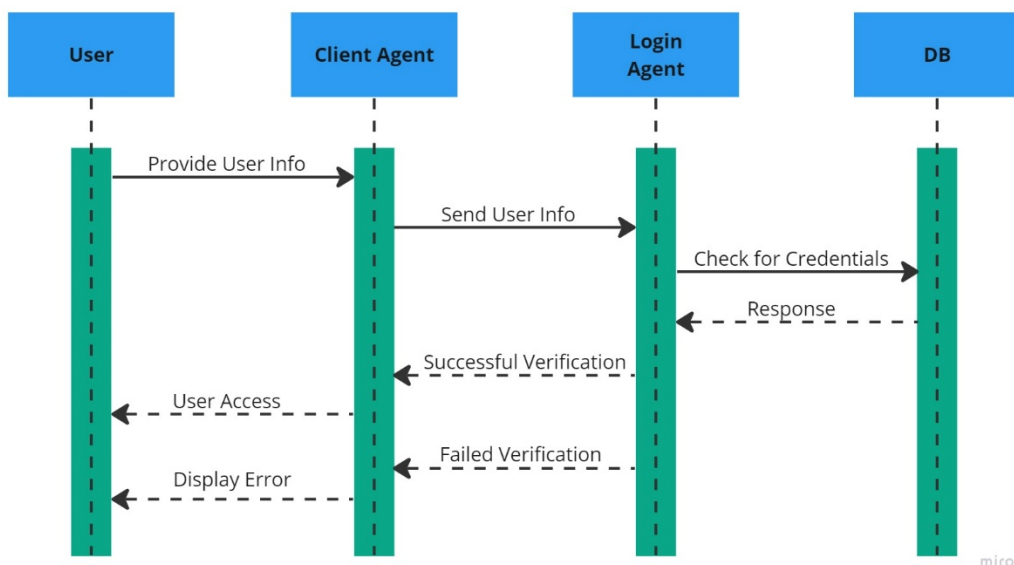 User
Client Agent
Login
Agent
DB
Provide User Info
Send User Info
Check for Credentials
Response
Successful Verification
User Access
Failed Verification
Display Error
miro